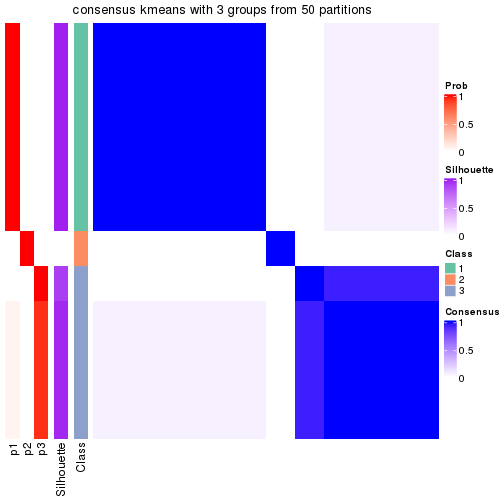 consensus kmeans with 3 groups from 50 partitions
Prob
1
0.5
0
Silhouette
1
0.5
0
Class
1
2
3
Consensus
1
0.5
0
p1
p2
p3
Silhouette
Class